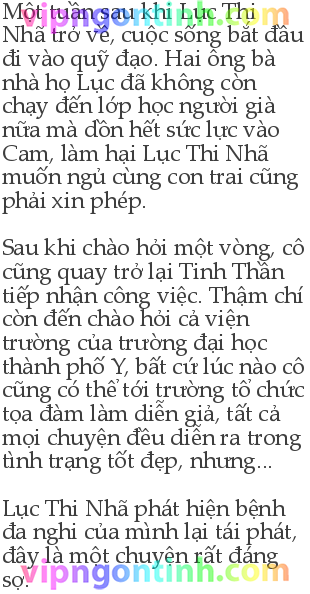 Một tuần sau khi Lục Thi
Nhã trở về, cuộc sống bắt đầu
đi vào quỹ đạo. Hai ông bà
nhà họ Lục đã không còn
chạy đến lớp học người già
nữa mà dồn hết sức lực vào
Cam, làm hại Lục Thi Nhã
muốn ngủ cùng con trai cũng
phải xin phép.
Sau khi chào hỏi một vòng, cô
cũng quay trở lại Tinh Thần
tiếp nhận công việc. Thậm chí
còn đến chào hỏi cả viện
trường của trường đại học
thành phố Y, bất cứ lúc nào cô
cũng có thể tới trường tổ chức
tọa đàm làm diễn giả, tất cả
mọi chuyện đều diễn ra trong
tình trạng tốt đẹp, nhưng...
Lục Thi Nhã phát hiện bệnh
đa nghi của mình lại tái phát,
đây là một chuyện rất đáng
sợ.
vipngontinh.com
vipngontinh.com